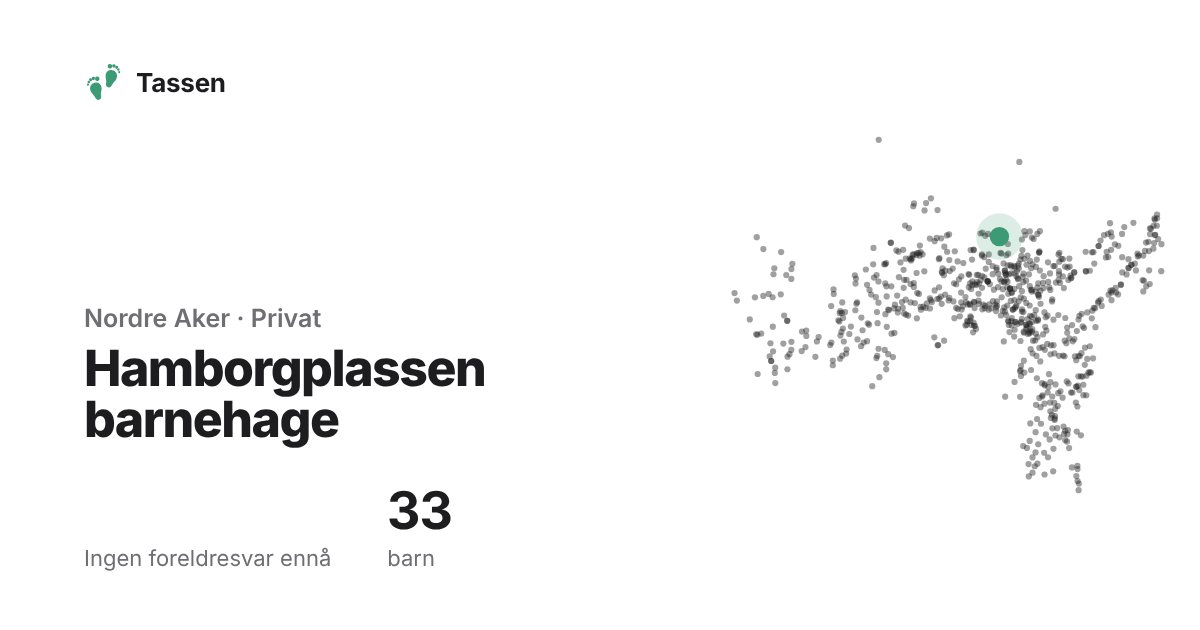 Tassen
Nordre Aker · Privat
Hamborgplassen
barnehage
33
Ingen foreldresvar ennå
barn